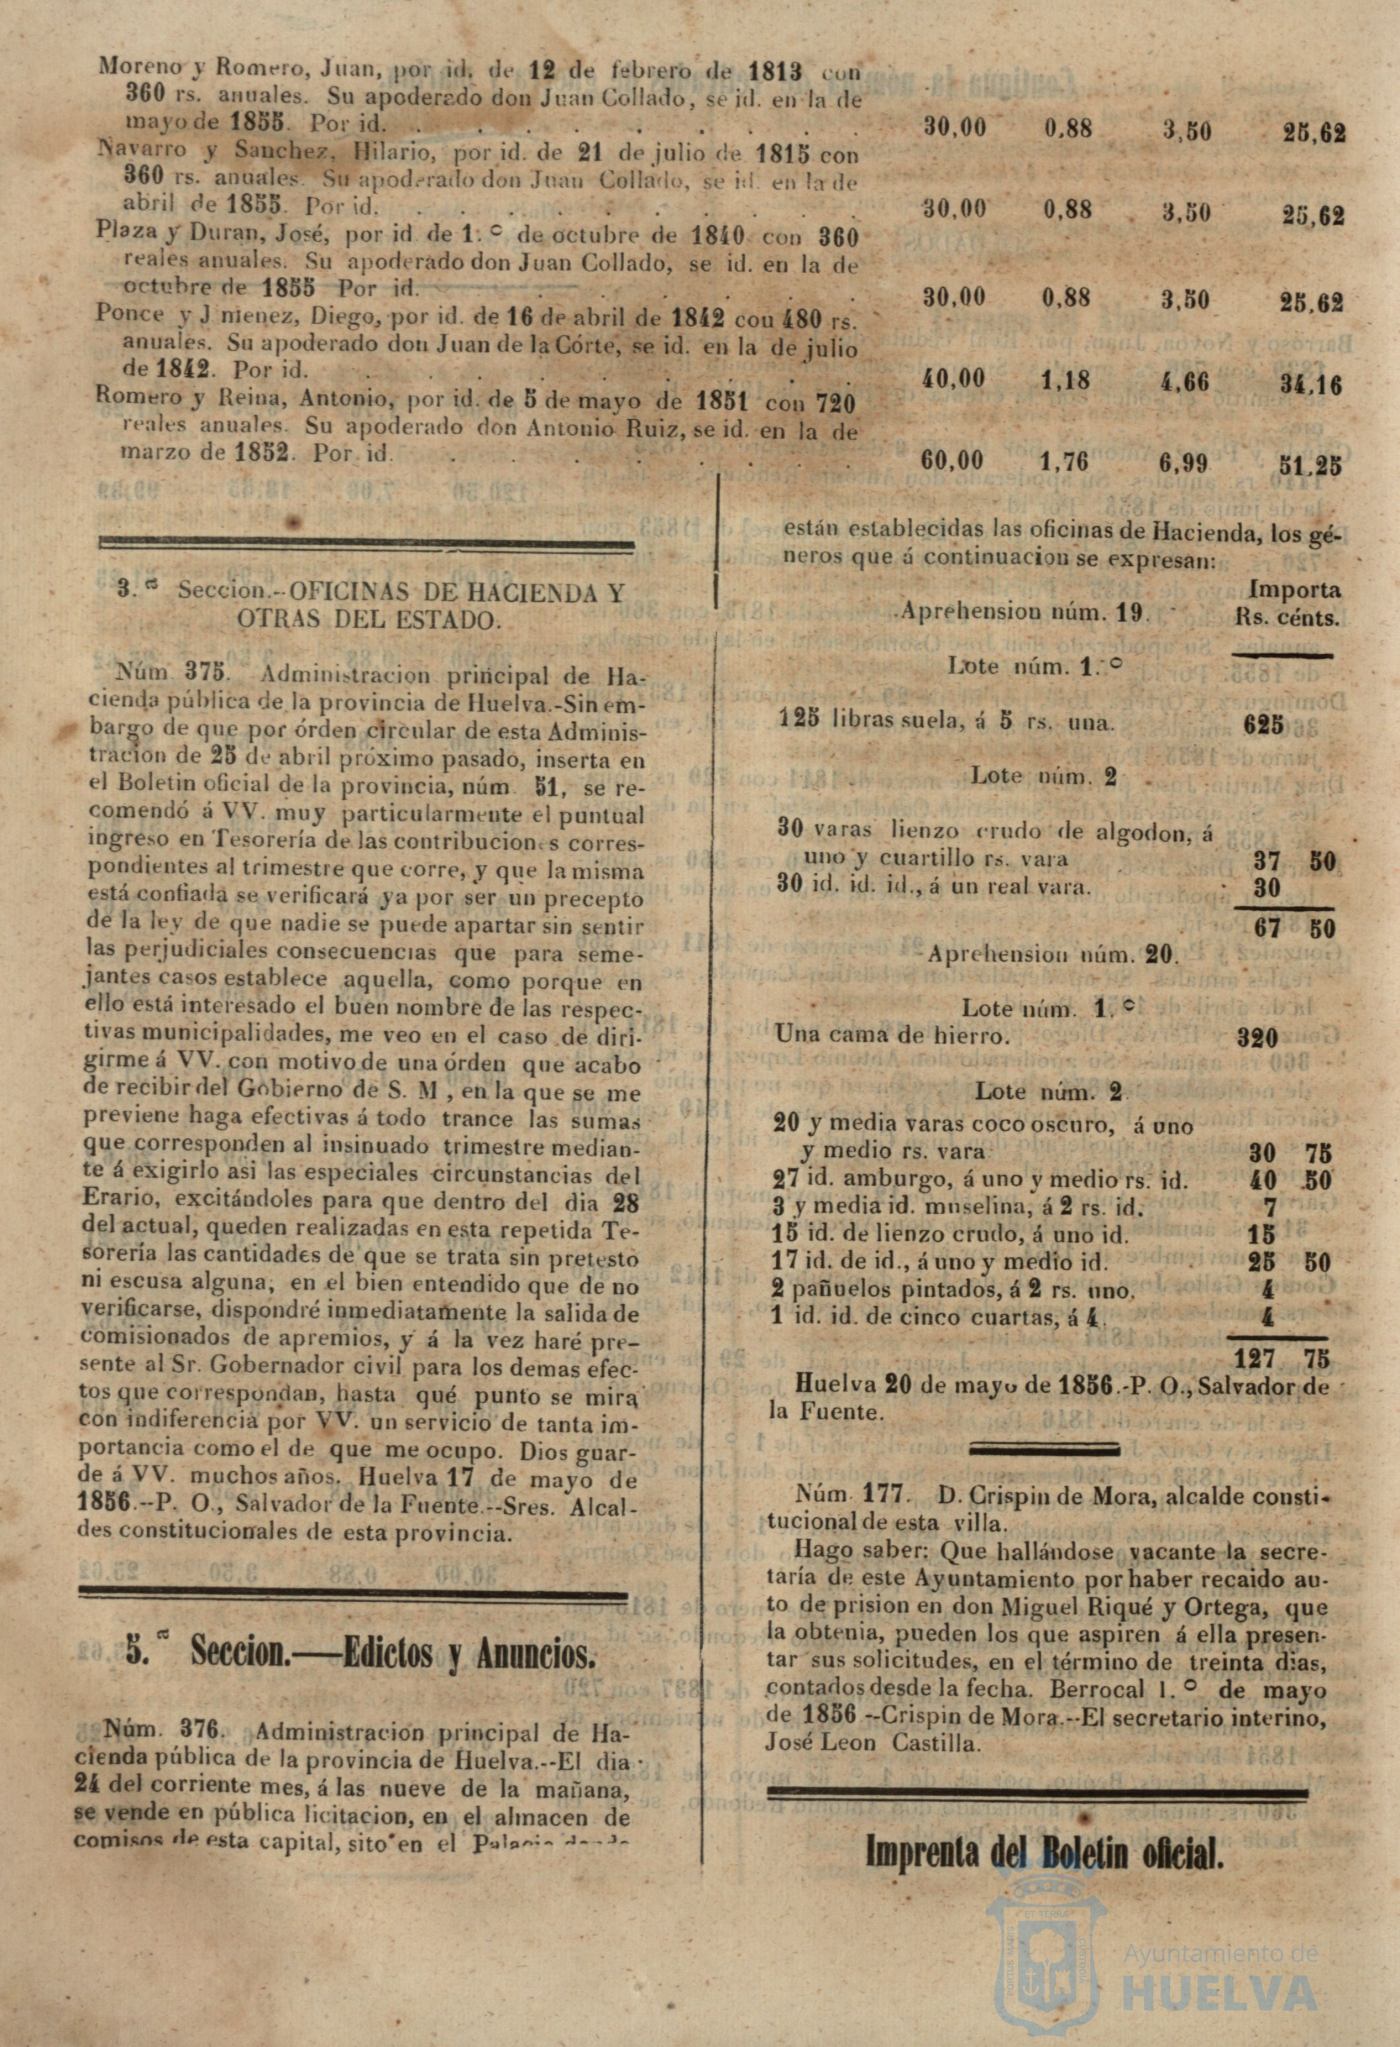 Moreno y Romero, Juan, por id. de 12 de febrero de 1813 con
360 rs. anuales. Su apoderado don Juan Collado, se id. en la de
mayo de 1855. Por id. . . . . . . . . 30,00 0,88 3,50 25,62
Navarro y Sanchez, Hilario, por id. de 21 de julio de 1815 con
360 rs. anuales. Su apoderado don Juan Collado, se id. en la de
abril de 1855. Por id. . . . . . . . . 30,00 0,88 3,50 25,62
Plaza y Duran, José, por id. de 1.º de octubre de 1840 con 360
reales anuales. Su apoderado don Juan Collado, se id. en la de
octubre de 1855 Por id. . . . . . . . 30,00 0,88 3,50 25,62
Ponce y J nienez, Diego, por id. de 16 de abril de 1842 cou 480 rs.
anuales. Su apoderado don Juan de la Córte, se id. en la de julio
de 1842. Por id. . . . . . . . . 40,00 1,18 4,66 34,16
Romero y Reina, Antonio, por id. de 5 de mayo de 1851 con 720
reales anuales. Su apoderado don Antonio Ruiz, se id. en la de
marzo de 1852. Por id. . . . . . . . . 60,00 1,76 6,99 51,25
3.ª Seccion.--OFICINAS DE HACIENDA Y
OTRAS DEL ESTADO.
Núm 375. Administracion principal de Ha-
cienda pública de la provincia de Huelva.-Sin em-
bargo de que por órden circular de esta Adminis-
tracion de 25 de abril próximo pasado, inserta en
el Boletin oficial de la provincia, núm. 51, se re-
comendó á VV. muy particularmente el puntual
ingreso en Tesorería de las contribuciones corres-
pondientes al trimestre que corre, y que la misma
está confiada se verificará ya por ser un precepto
de la ley de que nadie se puede apartar sin sentir
las perjudiciales consecuencias que para seme-
jantes casos establece aquella, como porque en
ello está interesado el buen nombre de las respec-
tivas municipalidades, me veo en el caso de diri-
girme á VV. con motivo de una órden que acabo
de recibir del Gobierno de S. M , en la que se me
previene haga efectivas á todo trance las sumas
que corresponden al insinuado trimestre median-
te á exigirlo asi las especiales circunstancias del
Erario, excitándoles para que dentro del dia 28
del actual, queden realizadas en esta repetida Te-
sorería las cantidades de que se trata sin pretesto
ni escusa alguna, en el bien entendido que de no
verificarse, dispondré inmediatamente la salida de
comisionados de apremios, y á la vez haré pre-
sente al Sr. Gobernador civil para los demas efec-
tos que correspondan, hasta qué punto se mira
con indiferencia por VV. un servicio de tanta im-
portancia como el de que me ocupo. Dios guar-
de á VV. muchos años. Huelva 17 de mayo de
1856.--P. O., Salvador de la Fuente.--Sres. Alcal-
des constitucionales de esta provincia.
5.ª Seccion.—Edictos y Anuncios.
Núm. 376. Administracion principal de Ha-
cienda pública de la provincia de Huelva.--El dia
24 del corriente mes, á las nueve de la mañana,
se vende en pública licitacion, en el almacen de
comisos de esta capital, sito en el Palacio donde
están establecidas las oficinas de Hacienda, los gé-
neros que á continuacion se expresan:
Importa
Aprehension núm. 19. Rs. cénts.
Lote núm. 1.º
125 libras suela, á 5 rs. una. 625
Lote núm. 2
30 varas lienzo crudo de algodon, á
uno y cuartillo rs. vara 37 50
30 id. id. id., á un real vara. 30
67 50
Aprehension núm. 20.
Lote núm. 1.º
Una cama de hierro. 320
Lote núm. 2
20 y media varas coco oscuro, á uno
y medio rs. vara 30 75
27 id. amburgo, á uno y medio rs. id. 40 50
3 y media id. muselina, á 2 rs. id. 7
15 id. de lienzo crudo, á uno id. 15
17 id. de id., á uno y medio id. 25 50
2 pañuelos pintados, á 2 rs. uno. 4
1 id. id. de cinco cuartas, á 4. 4
127 75
Huelva 20 de mayo de 1856.-P. O., Salvador de
la Fuente.
Núm. 177. D. Crispin de Mora, alcalde consti-
tucional de esta villa.
Hago saber: Que hallándose vacante la secre-
taría de este Ayuntamiento por haber recaido au-
to de prision en don Miguel Riqué y Ortega, que
la obtenia, pueden los que aspiren á ella presen-
tar sus solicitudes, en el término de treinta dias,
contados desde la fecha. Berrocal 1.º de mayo
de 1856 --Crispin de Mora.--El secretario interino,
José Leon Castilla.
Imprenta del Boletin oficial.
Ayuntamiento de
HUELVA